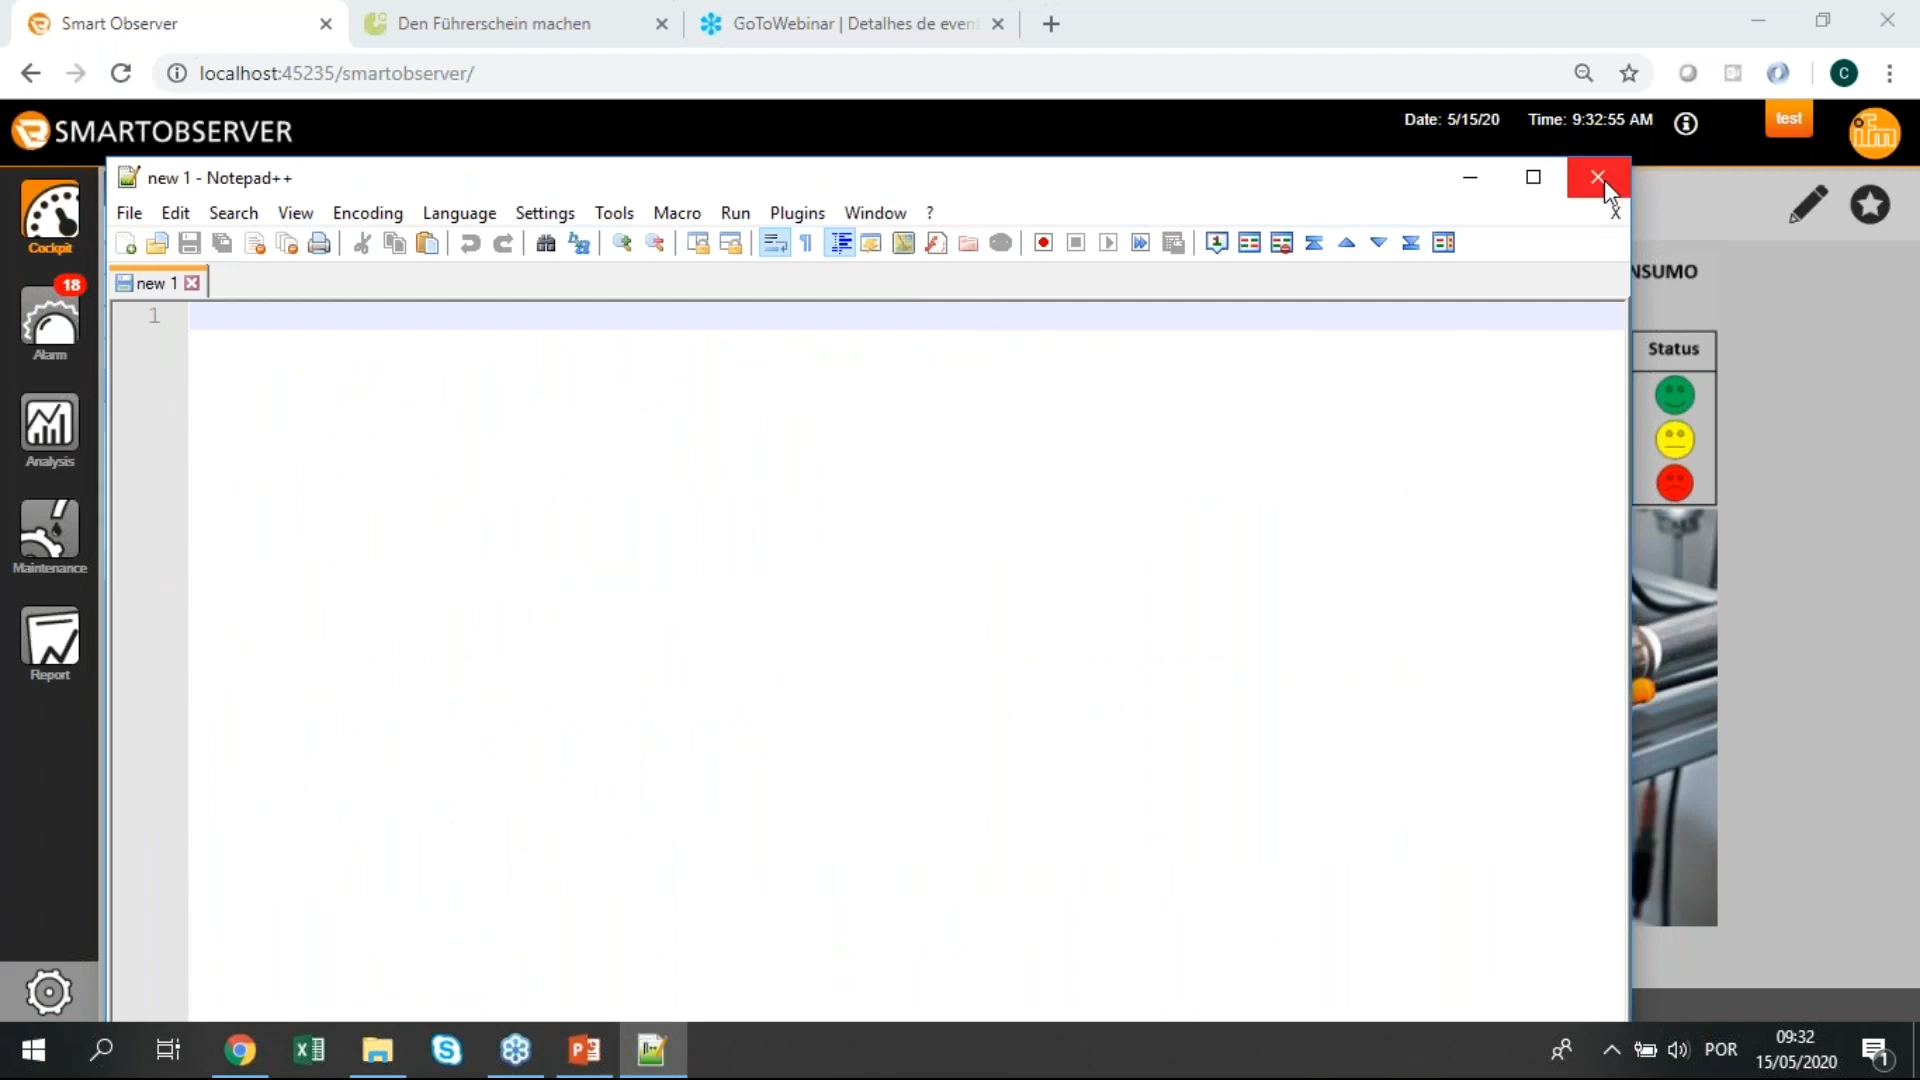 Smart Observer
Den Führerschein machen
GoToWebinar | Detalhes de even
localhost:45235/smartobserver/
C
SMARTOBSERVER
Date: 5/15/20
Time: 9:32:55 AM
test
ifm
new 1 - Notepad++
File Edit Search View Encoding Language Settings Tools Macro Run Plugins Window ?
X
new 1
1
Cockpit
18
Alarm
Analysis
Maintenance
Report
NSUMO
Status
POR
09:32
15/05/2020
1